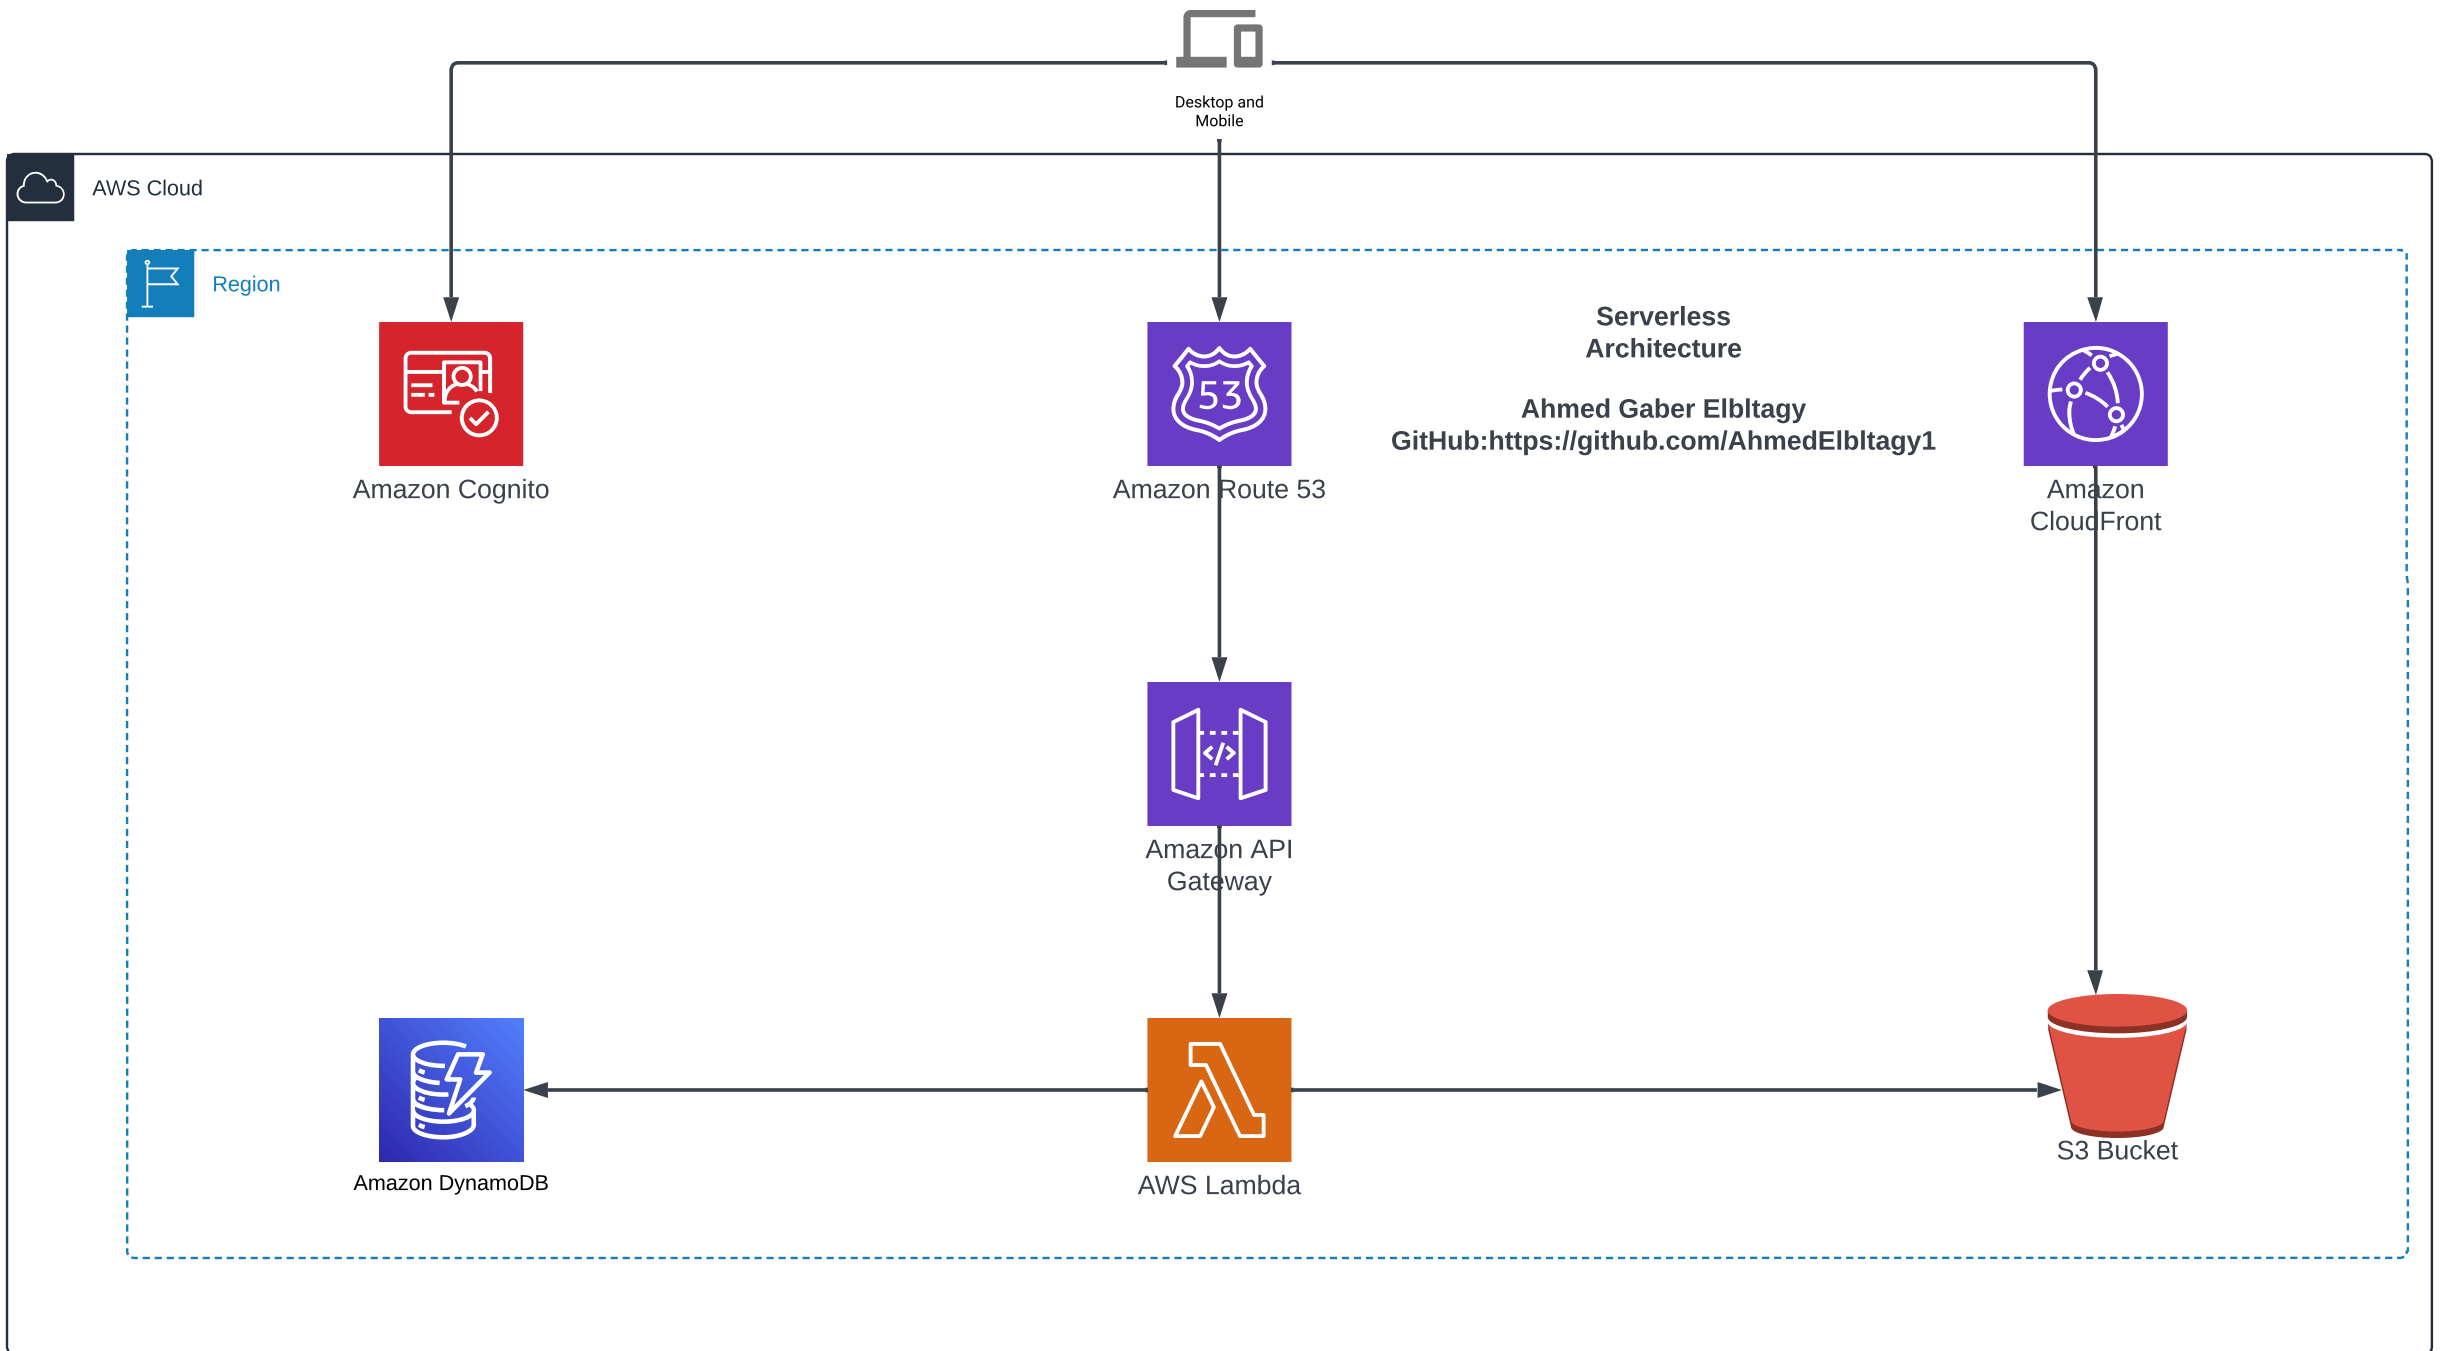 Desktop and
Mobile
AWS Cloud
Region
Serverless
Architecture
Ahmed Gaber Elbltagy
GitHub:https://github.com/AhmedElbltagy1
53
Amazon Cognito
Amazon Route 53
Amazon
CloudFront
Amazon API
Gateway
Amazon DynamoDB
AWS Lambda
S3 Bucket